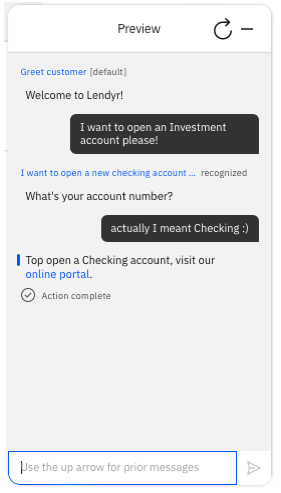 Preview
Greet customer [default]
Welcome to Lendyr!
I want to open an Investment
account please!
I want to open a new checking account ... recognized
What's your account number?
actually I meant Checking :)
Top open a Checking account, visit our
online portal.
Action complete
Use the up arrow for prior messages